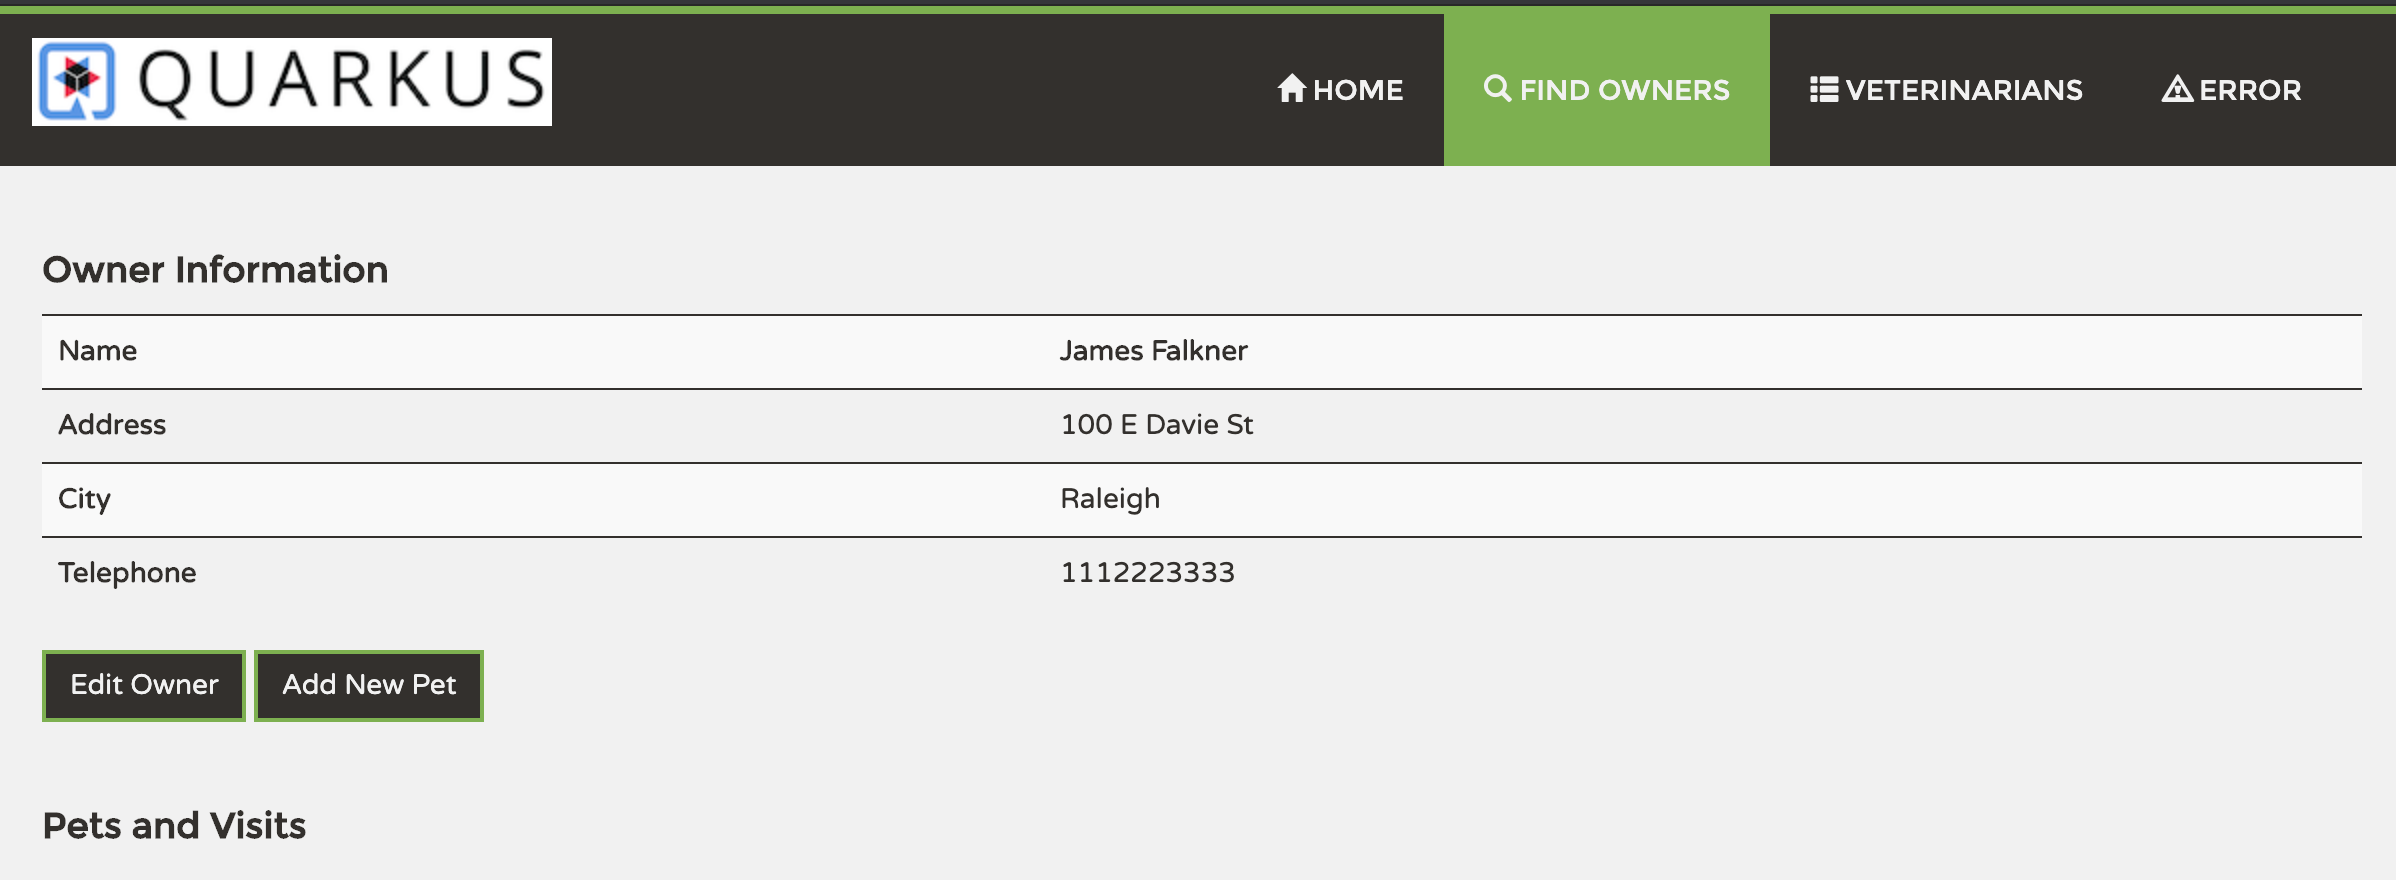 QUARKUS
HOME FIND OWNERS VETERINARIANS ERROR
Owner Information
Name James Falkner
Address 100 E Davie St
City Raleigh
Telephone 1112223333
Edit Owner Add New Pet
Pets and Visits